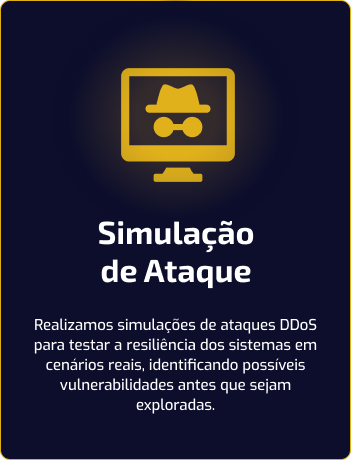 Simulação
de Ataque
Realizamos simulações de ataques DDoS
para testar a resiliência dos sistemas em
cenários reais, identificando possíveis
vulnerabilidades antes que sejam
exploradas.